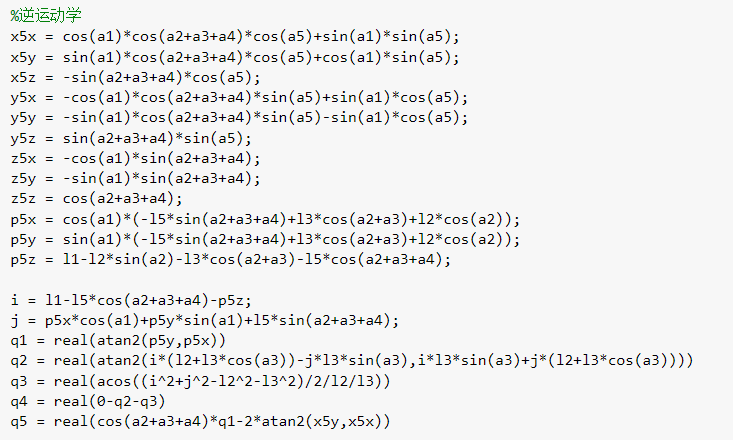 %逆运动学
x5x = cos(a1)*cos(a2+a3+a4)*cos(a5)+sin(a1)*sin(a5);
x5y = sin(a1)*cos(a2+a3+a4)*cos(a5)+cos(a1)*sin(a5);
x5z = -sin(a2+a3+a4)*cos(a5);
y5x = -cos(a1)*cos(a2+a3+a4)*sin(a5)+sin(a1)*cos(a5);
y5y = -sin(a1)*cos(a2+a3+a4)*sin(a5)-sin(a1)*cos(a5);
y5z = sin(a2+a3+a4)*sin(a5);
z5x = -cos(a1)*sin(a2+a3+a4);
z5y = -sin(a1)*sin(a2+a3+a4);
z5z = cos(a2+a3+a4);
p5x = cos(a1)*(-l5*sin(a2+a3+a4)+l3*cos(a2+a3)+l2*cos(a2));
p5y = sin(a1)*(-l5*sin(a2+a3+a4)+l3*cos(a2+a3)+l2*cos(a2));
p5z = l1-l2*sin(a2)-l3*cos(a2+a3)-l5*cos(a2+a3+a4);
i = l1-l5*cos(a2+a3+a4)-p5z;
j = p5x*cos(a1)+p5y*sin(a1)+l5*sin(a2+a3+a4);
q1 = real(atan2(p5y,p5x))
q2 = real(atan2(i*(l2+l3*cos(a3))-j*l3*sin(a3),i*l3*sin(a3)+j*(l2+l3*cos(a3))))
q3 = real(acos((i^2+j^2-l2^2-l3^2)/2/l2/l3))
q4 = real(0-q2-q3)
q5 = real(cos(a2+a3+a4)*q1-2*atan2(x5y,x5x))